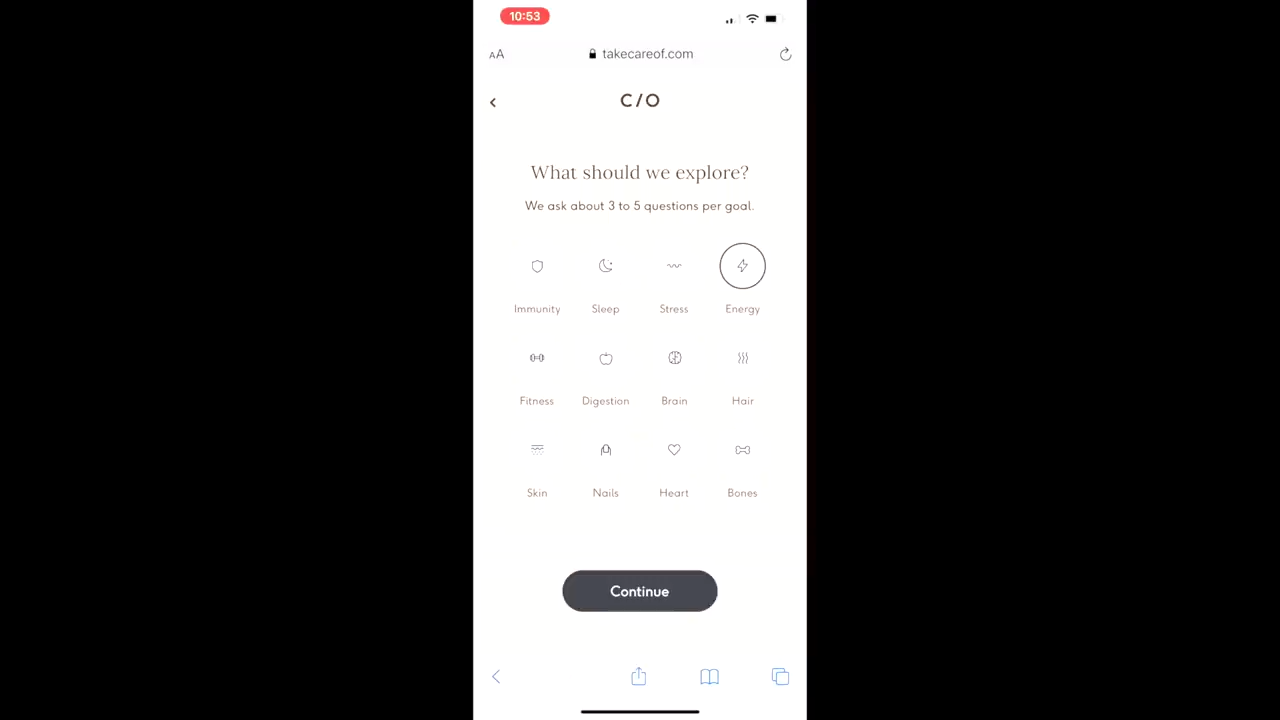 10:53
AA
takecareof.com
C/O
What should we explore?
We ask about 3 to 5 questions per goal.
Immunity Sleep Stress Energy
Fitness Digestion Brain Hair
Skin Nails Heart Bones
Continue